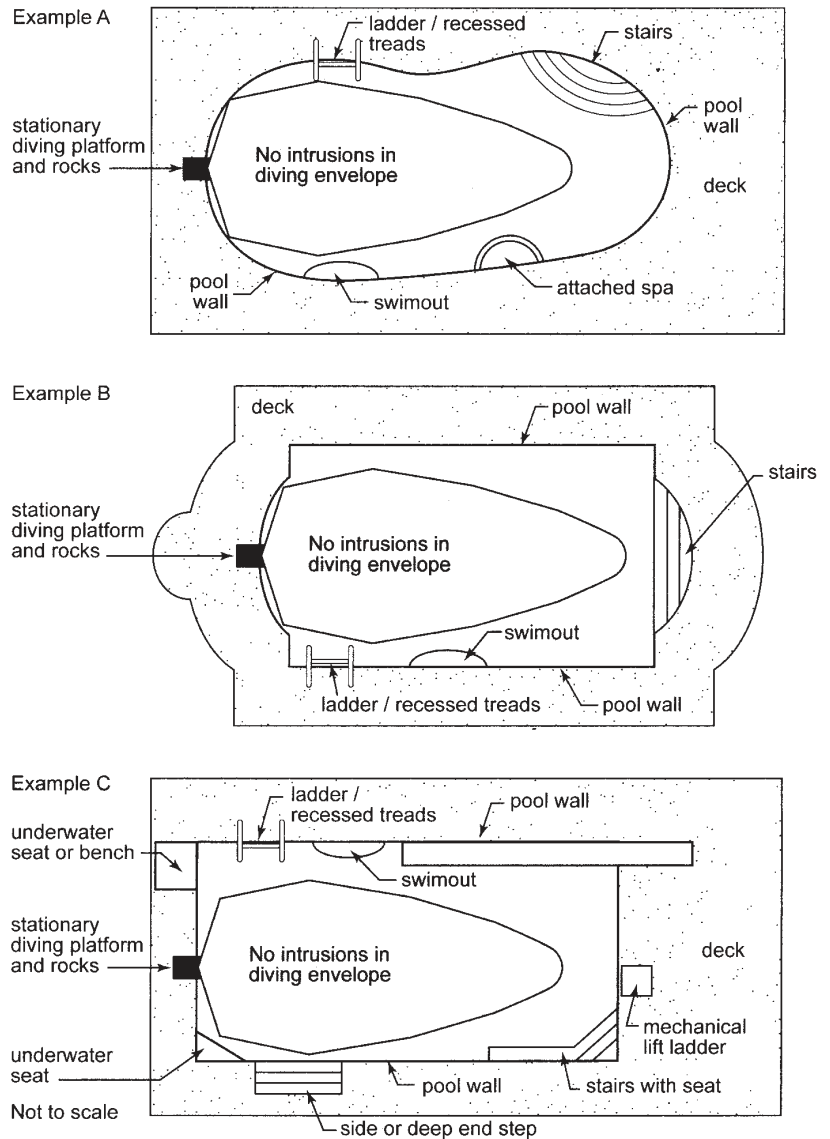 Example A
ladder / recessed
treads
stairs
pool
wall
stationary
diving platform
and rocks
No intrusions in
diving envelope
deck
pool
wall
swimout
attached spa
Example B
deck
pool wall
stairs
stationary
diving platform
and rocks
No intrusions in
diving envelope
swimout
ladder / recessed treads
pool wall
Example C
ladder /
recessed treads
pool wall
underwater
seat or bench
swimout
stationary
diving platform
and rocks
No intrusions in
diving envelope
deck
mechanical
lift ladder
underwater
seat
pool wall
stairs with seat
Not to scale
side or deep end step